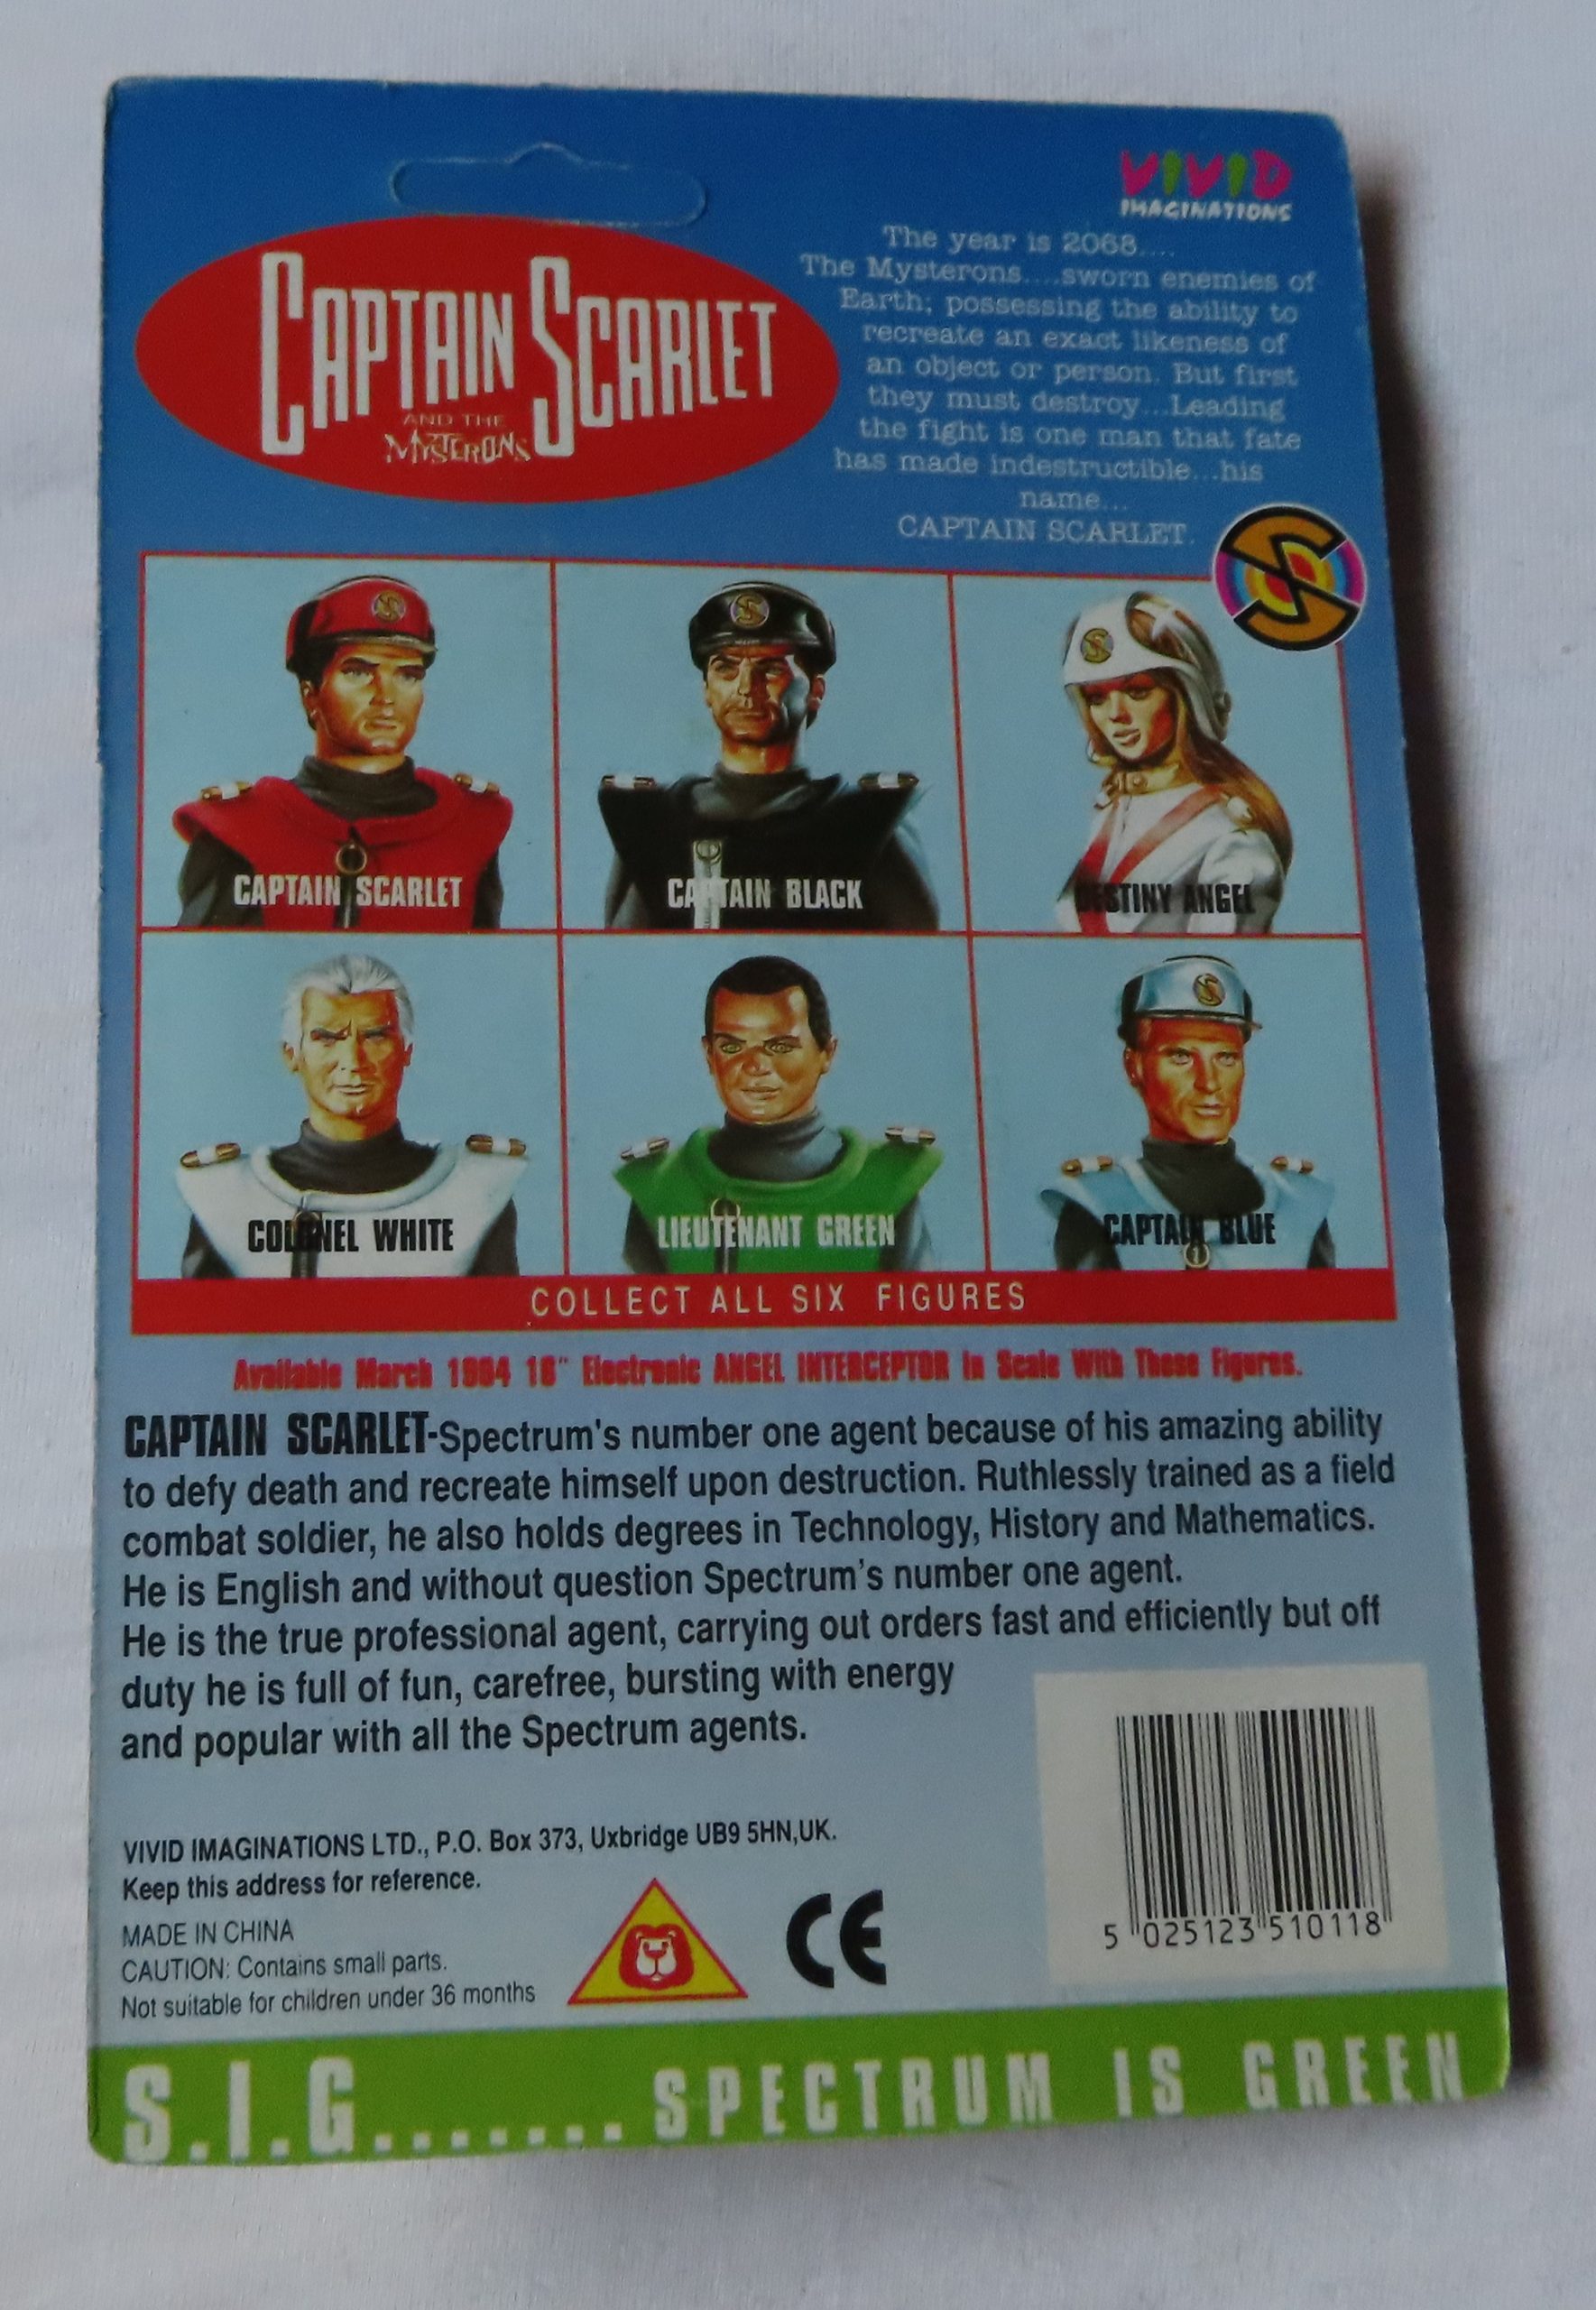 VIVID
IMAGINATIONS
CAPTAIN SCARLET
AND THE
MYSTERONS
The year is 2068....
The Mysterons....sworn enemies of
Earth; possessing the ability to
recreate an exact likeness of
an object or person. But first
they must destroy...Leading
the fight is one man that fate
has made indestructible...his
name...
CAPTAIN SCARLET.
CAPTAIN SCARLET
CAPTAIN BLACK
DESTINY ANGEL
COLONEL WHITE
LIEUTENANT GREEN
CAPTAIN BLUE
COLLECT ALL SIX FIGURES
Available March 1994 16" Electronic ANGEL INTERCEPTOR in Scale With These Figures.
CAPTAIN SCARLET-Spectrum's number one agent because of his amazing ability
to defy death and recreate himself upon destruction. Ruthlessly trained as a field
combat soldier, he also holds degrees in Technology, History and Mathematics.
He is English and without question Spectrum's number one agent.
He is the true professional agent, carrying out orders fast and efficiently but off
duty he is full of fun, carefree, bursting with energy
and popular with all the Spectrum agents.
VIVID IMAGINATIONS LTD., P.O. Box 373, Uxbridge UB9 5HN,UK.
Keep this address for reference.
MADE IN CHINA
CAUTION: Contains small parts.
Not suitable for children under 36 months
CE
5 025123 510118
S.I.G....... SPECTRUM IS GREEN